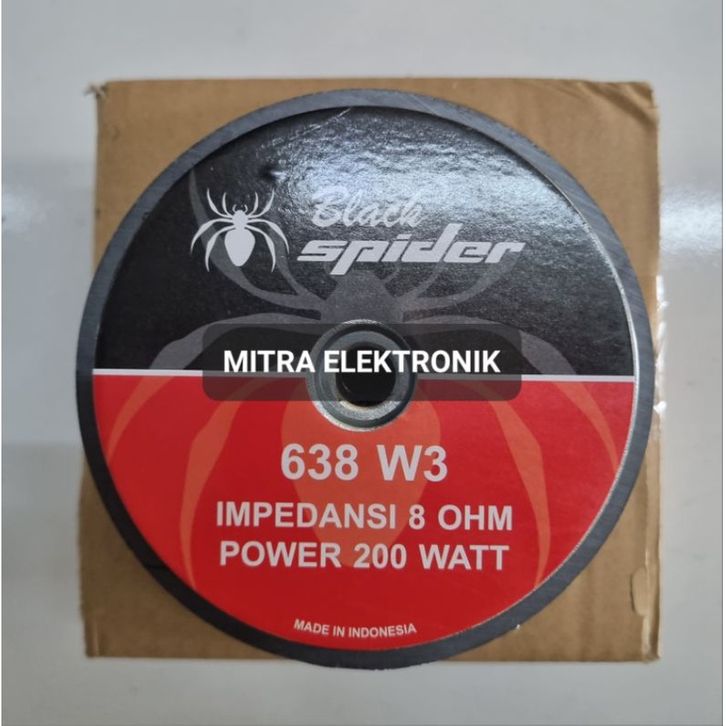 Black
spider
MITRA ELEKTRONIK
638 W3
IMPEDANSI 8 OHM
POWER 200 WATT
MADE IN INDONESIA